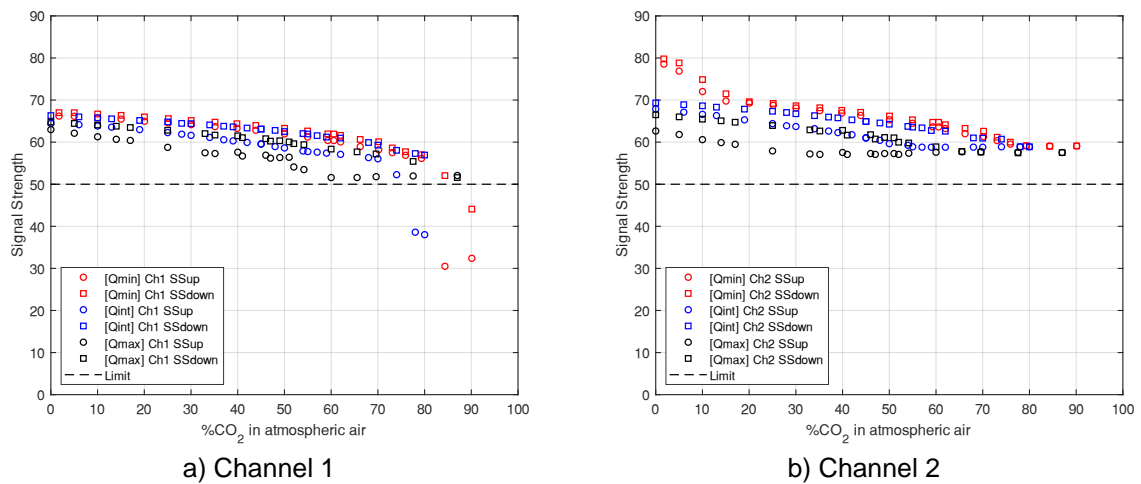 90
80
70
60
50
40
30
20
10
0
Signal Strength
[Qmin] Ch1 SSup
[Qmin] Ch1 SSdown
[Qint] Ch1 SSup
[Qint] Ch1 SSdown
[Qmax] Ch1 SSup
[Qmax] Ch1 SSdown
Limit
0 10 20 30 40 50 60 70 80 90 100
%CO2 in atmospheric air
a) Channel 1
90
80
70
60
50
40
30
20
10
0
Signal Strength
[Qmin] Ch2 SSup
[Qmin] Ch2 SSdown
[Qint] Ch2 SSup
[Qint] Ch2 SSdown
[Qmax] Ch2 SSup
[Qmax] Ch2 SSdown
Limit
0 10 20 30 40 50 60 70 80 90 100
%CO2 in atmospheric air
b) Channel 2